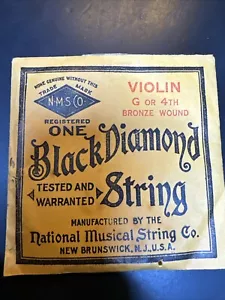 NONE GENUINE WITHOUT THIS
TRADE MARK
N.M.S.CO.
REGISTERED
VIOLIN
G OR 4TH
BRONZE WOUND
ONE
Black Diamond
TESTED AND
WARRANTED
String
MANUFACTURED BY THE
National Musical String Co.
NEW BRUNSWICK, N.J., U.S.A.